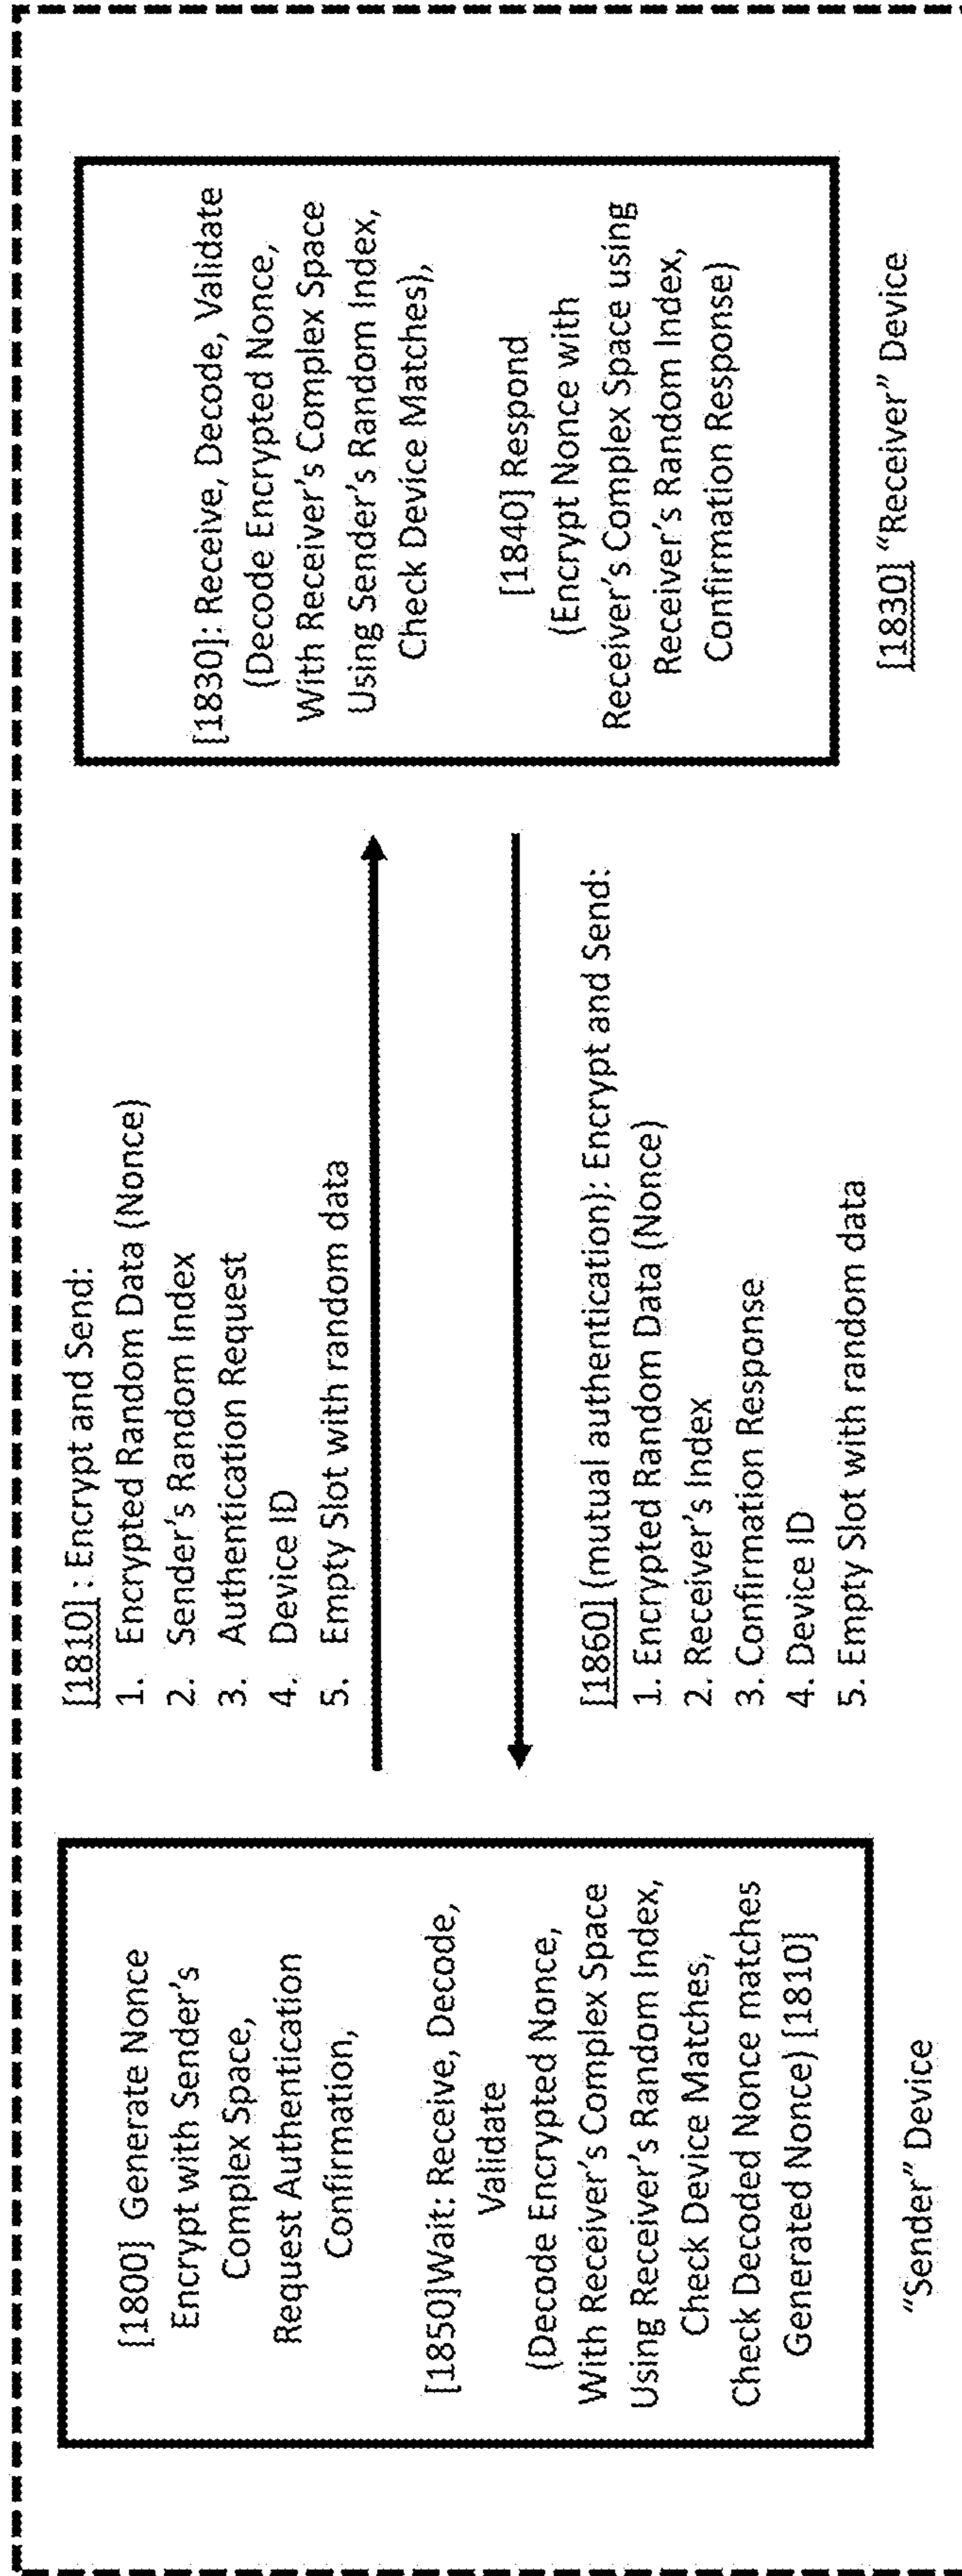 [1800] Generate Nonce
Encrypt with Sender's
Complex Space,
Request Authentication
Confirmation,
[1850]Wait: Receive, Decode,
Validate
(Decode Encrypted Nonce,
With Receiver's Complex Space
Using Receiver's Random Index,
Check Device Matches,
Check Decoded Nonce matches
Generated Nonce) [1810]
"Sender" Device
[1810] : Encrypt and Send:
1. Encrypted Random Data (Nonce)
2. Sender's Random Index
3. Authentication Request
4. Device ID
5. Empty Slot with random data
[1860] (mutual authentication): Encrypt and Send:
1. Encrypted Random Data (Nonce)
2. Receiver's Index
3. Confirmation Response
4. Device ID
5. Empty Slot with random data
[1830]: Receive, Decode, Validate
(Decode Encrypted Nonce,
With Receiver's Complex Space
Using Sender's Random Index,
Check Device Matches),
[1840] Respond
(Encrypt Nonce with
Receiver's Complex Space using
Receiver's Random Index,
Confirmation Response)
[1830] "Receiver" Device